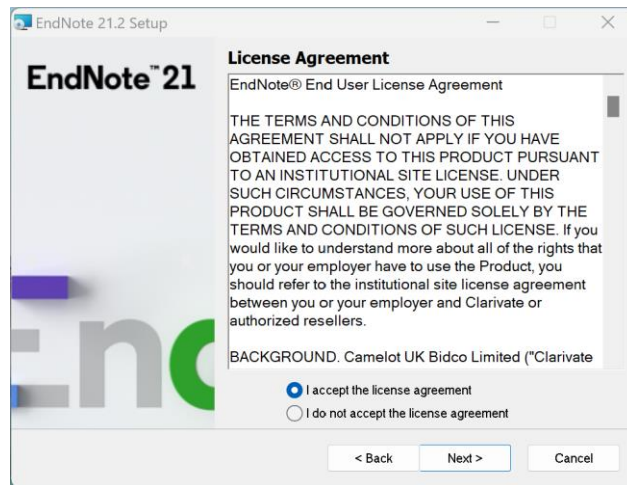 EndNote 21.2 Setup
EndNote™21
License Agreement
EndNote® End User License Agreement
THE TERMS AND CONDITIONS OF THIS
AGREEMENT SHALL NOT APPLY IF YOU HAVE
OBTAINED ACCESS TO THIS PRODUCT PURSUANT
TO AN INSTITUTIONAL SITE LICENSE. UNDER
SUCH CIRCUMSTANCES, YOUR USE OF THIS
PRODUCT SHALL BE GOVERNED SOLELY BY THE
TERMS AND CONDITIONS OF SUCH LICENSE. If you
would like to understand more about all of the rights that
you or your employer have to use the Product, you
should refer to the institutional site license agreement
between you or your employer and Clarivate or
authorized resellers.
BACKGROUND. Camelot UK Bidco Limited ("Clarivate
I accept the license agreement
I do not accept the license agreement
Enc
< Back Next > Cancel